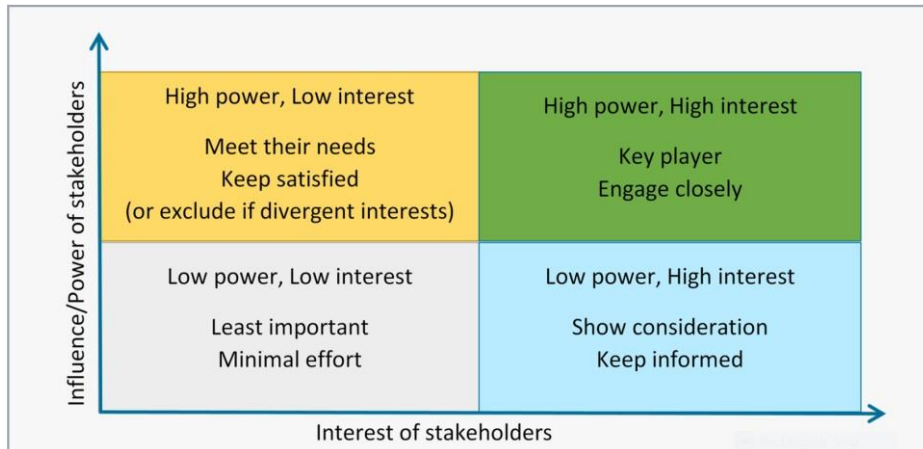 Influence/Power of stakeholders
High power, Low interest
Meet their needs
Keep satisfied
(or exclude if divergent interests)
High power, High interest
Key player
Engage closely
Low power, Low interest
Least important
Minimal effort
Low power, High interest
Show consideration
Keep informed
Interest of stakeholders